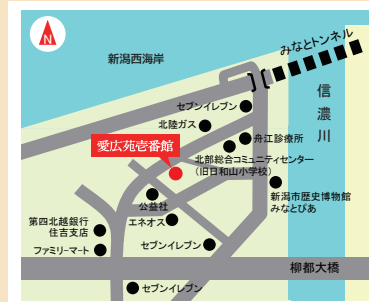 N
新潟西海岸
みなとトンネル
信濃川
セブンイレブン
北陸ガス
舟江診療所
愛広苑壱番館
北部総合コミュニティセンター
（旧日和山小学校）
新潟市歴史博物館
みなとぴあ
公益社
エネオス
第四北越銀行
住吉支店
ファミリーマート
セブンイレブン
柳都大橋
セブンイレブン